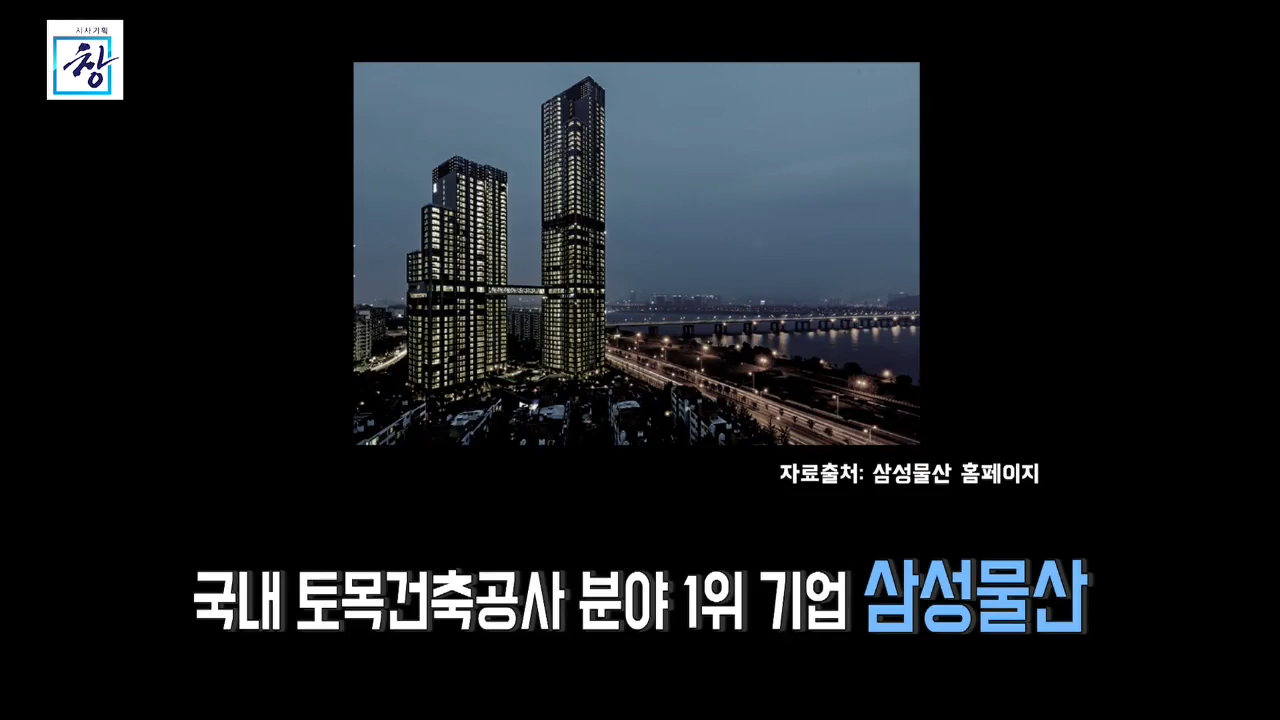 시사기획
창
자료출처: 삼성물산 홈페이지
국내 토목건축공사 분야 1위 기업 삼성물산